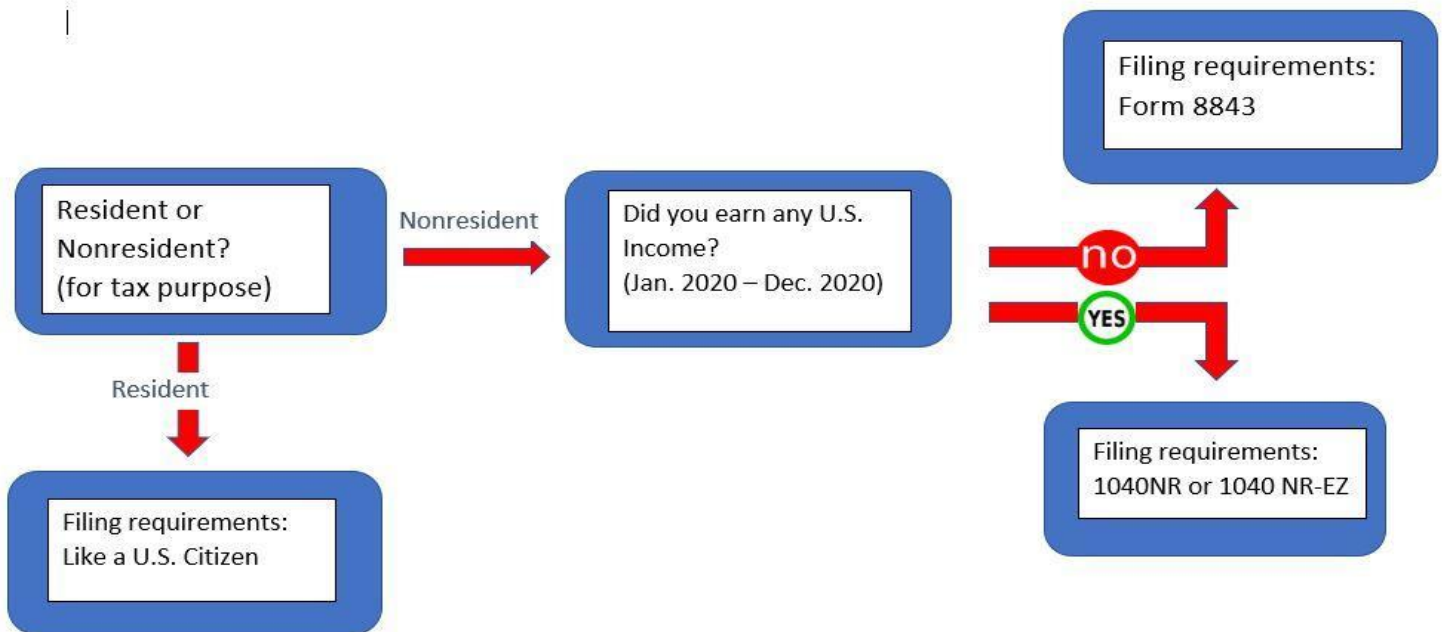 Filing requirements:
Form 8843
Resident or
Nonresident?
(for tax purpose)
Nonresident
Did you earn any U.S.
Income?
(Jan. 2020 – Dec. 2020)
no
YES
Resident
Filing requirements:
1040NR or 1040 NR-EZ
Filing requirements:
Like a U.S. Citizen